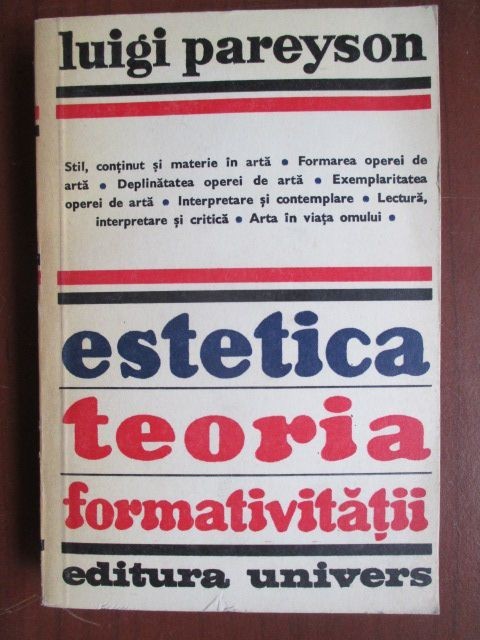 luigi pareyson
Stil, conținut și materie în artă • Formarea operei de
artă • Deplinătatea operei de artă • Exemplaritatea
operei de artă • Interpretare și contemplare • Lectură,
interpretare și critică • Arta în viața omului •
estetica
teoria
formativității
editura univers